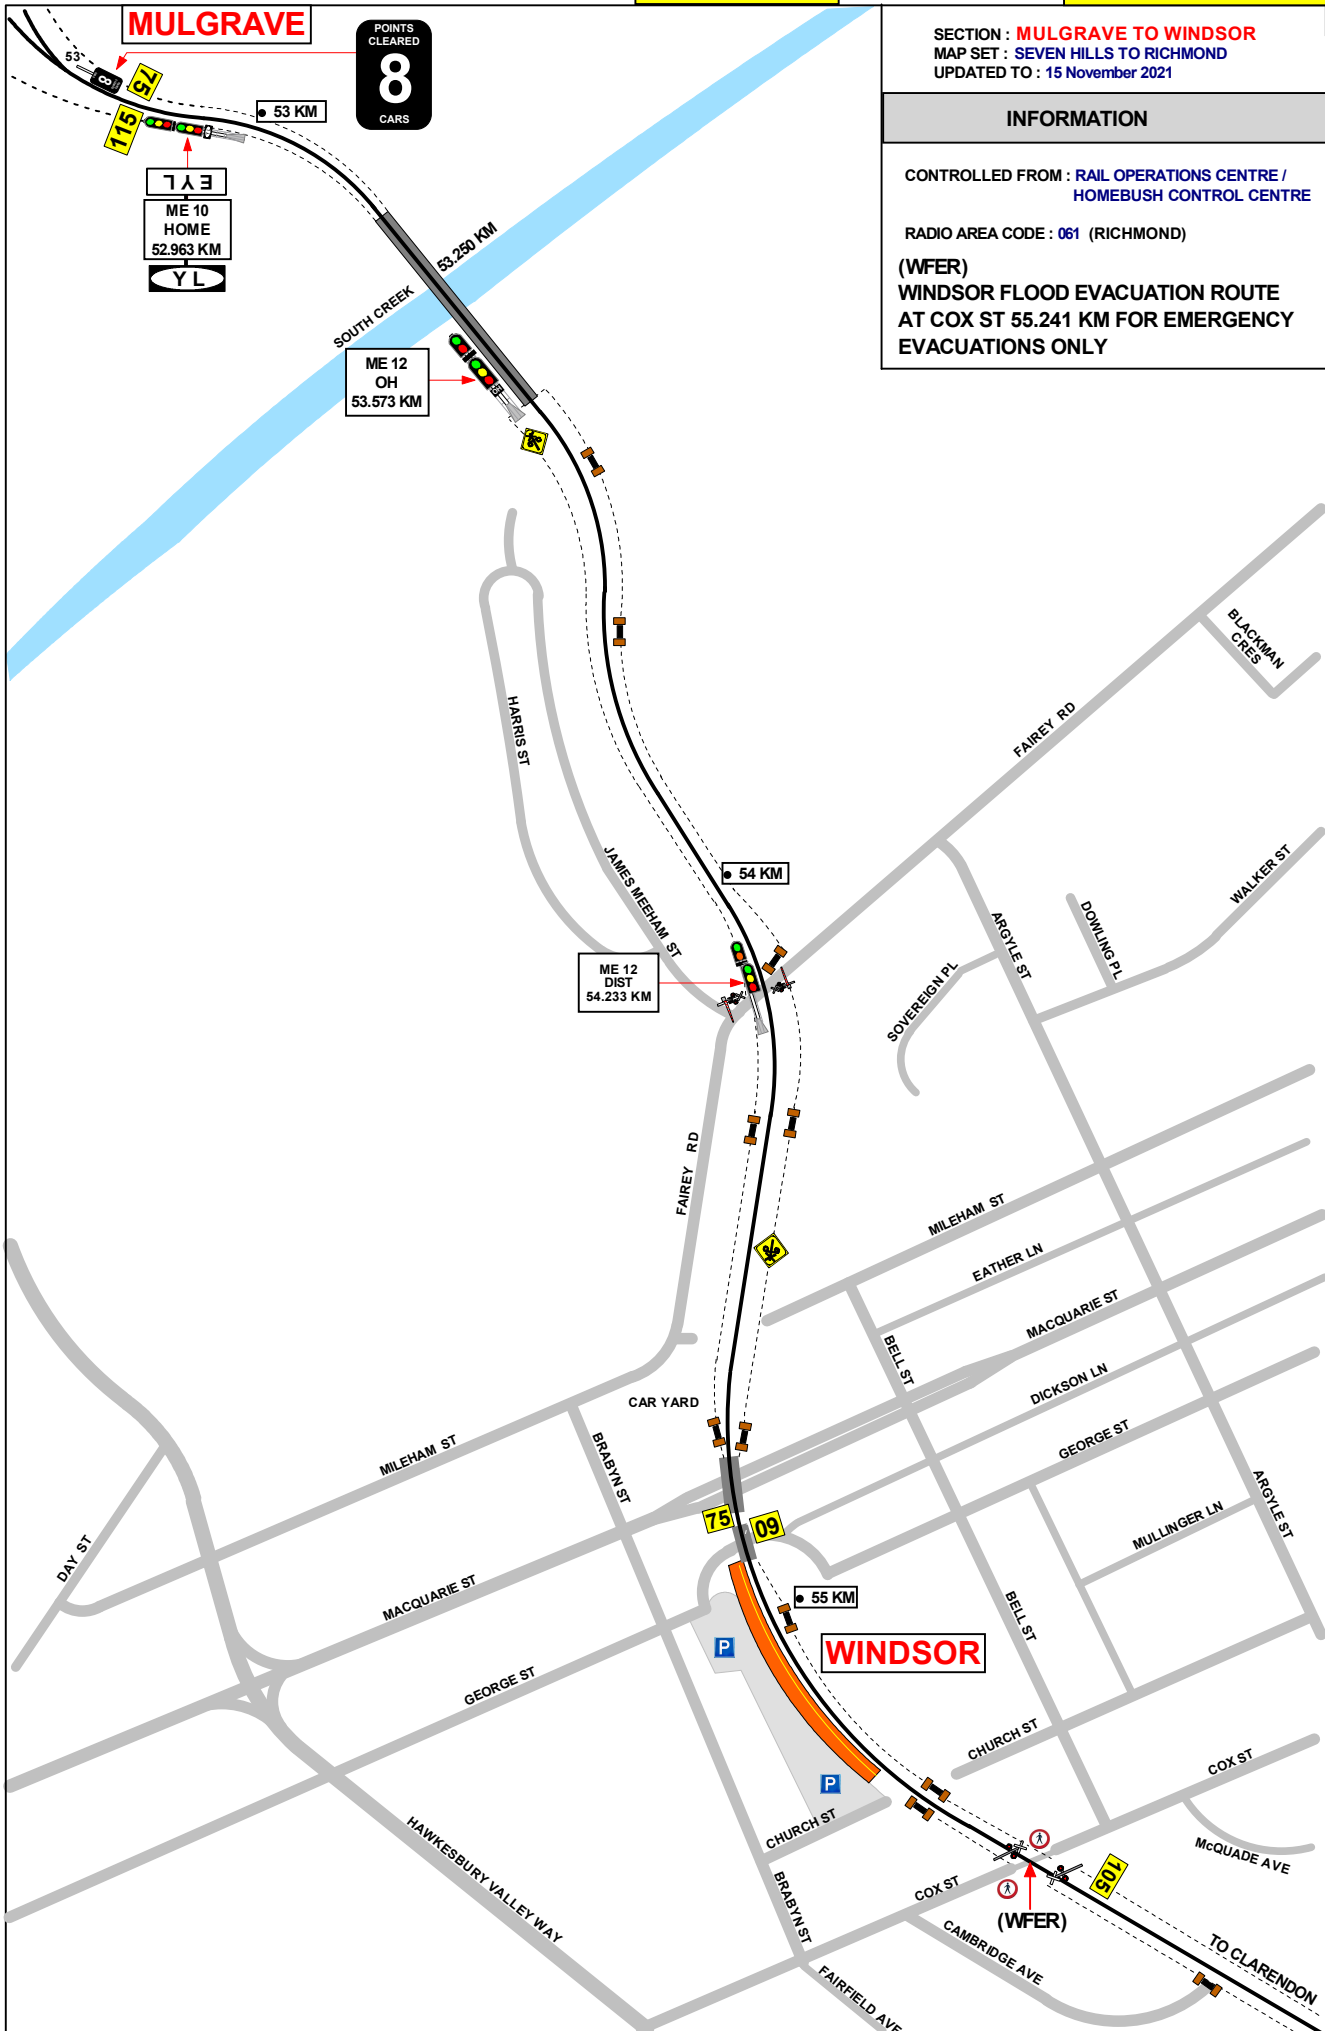 MULGRAVE
POINTS
CLEARED
8
CARS
SECTION : MULGRAVE TO WINDSOR
MAP SET : SEVEN HILLS TO RICHMOND
UPDATED TO : 15 November 2021
INFORMATION
CONTROLLED FROM : RAIL OPERATIONS CENTRE /
HOMEBUSH CONTROL CENTRE
RADIO AREA CODE : 061 (RICHMOND)
(WFER)
WINDSOR FLOOD EVACUATION ROUTE
AT COX ST 55.241 KM FOR EMERGENCY
EVACUATIONS ONLY
53
8
75
115
53 KM
EYL
ME 10
HOME
52.963 KM
YL
53.250 KM
SOUTH CREEK
ME 12
OH
53.573 KM
BLACKMAN
CRES
HARRIS ST
FAIREY RD
JAMES MEEHAM ST
54 KM
WALKER ST
DOWLING PL
ARGYLE ST
SOVEREIGN PL
ME 12
DIST
54.233 KM
FAIREY RD
MILEHAM ST
EATHER LN
MACQUARIE ST
BELL ST
DICKSON LN
CAR YARD
GEORGE ST
MILEHAM ST
BRABYN ST
ARGYLE ST
MULLINGER LN
75
60
DAY ST
MACQUARIE ST
55 KM
BELL ST
P
WINDSOR
GEORGE ST
CHURCH ST
COX ST
P
CHURCH ST
HAWKESBURY VALLEY WAY
McQUADE AVE
105
BRABYN ST
COX ST
(WFER)
CAMBRIDGE AVE
TO CLARENDON
FAIRFIELD AVE